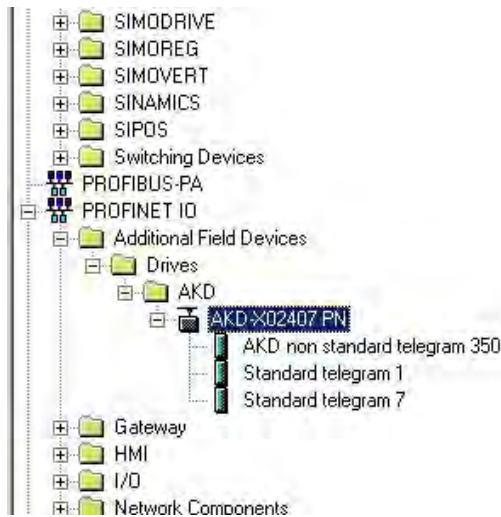 SIMODRIVE
SIMOREG
SIMOVERT
SINAMICS
SIPOS
Switching Devices
PROFIBUS-PA
PROFINET IO
Additional Field Devices
Drives
AKD
AKD-X02407 PN
AKD non standard telegram 350
Standard telegram 1
Standard telegram 7
Gateway
HMI
I/O
Network Components